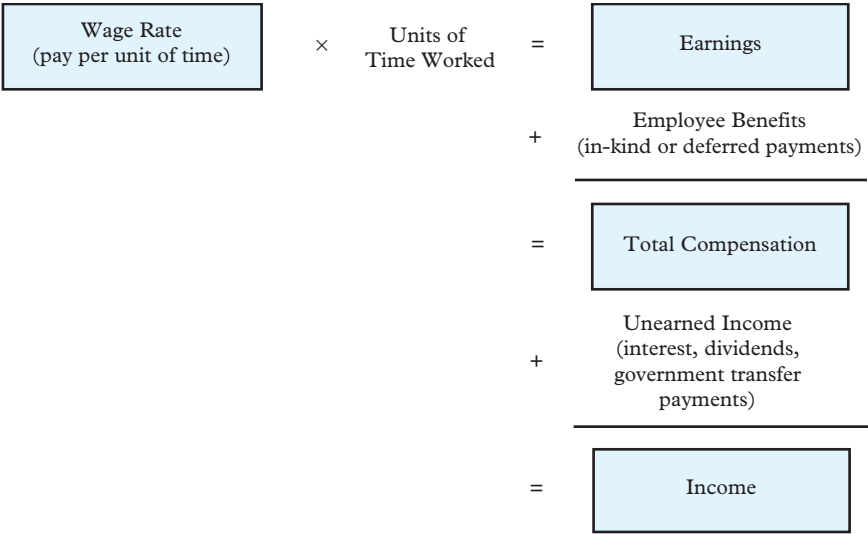 Wage Rate
(pay per unit of time)
×
Units of
Time Worked
=
Earnings
+
Employee Benefits
(in-kind or deferred payments)
=
Total Compensation
+
Unearned Income
(interest, dividends,
government transfer
payments)
=
Income